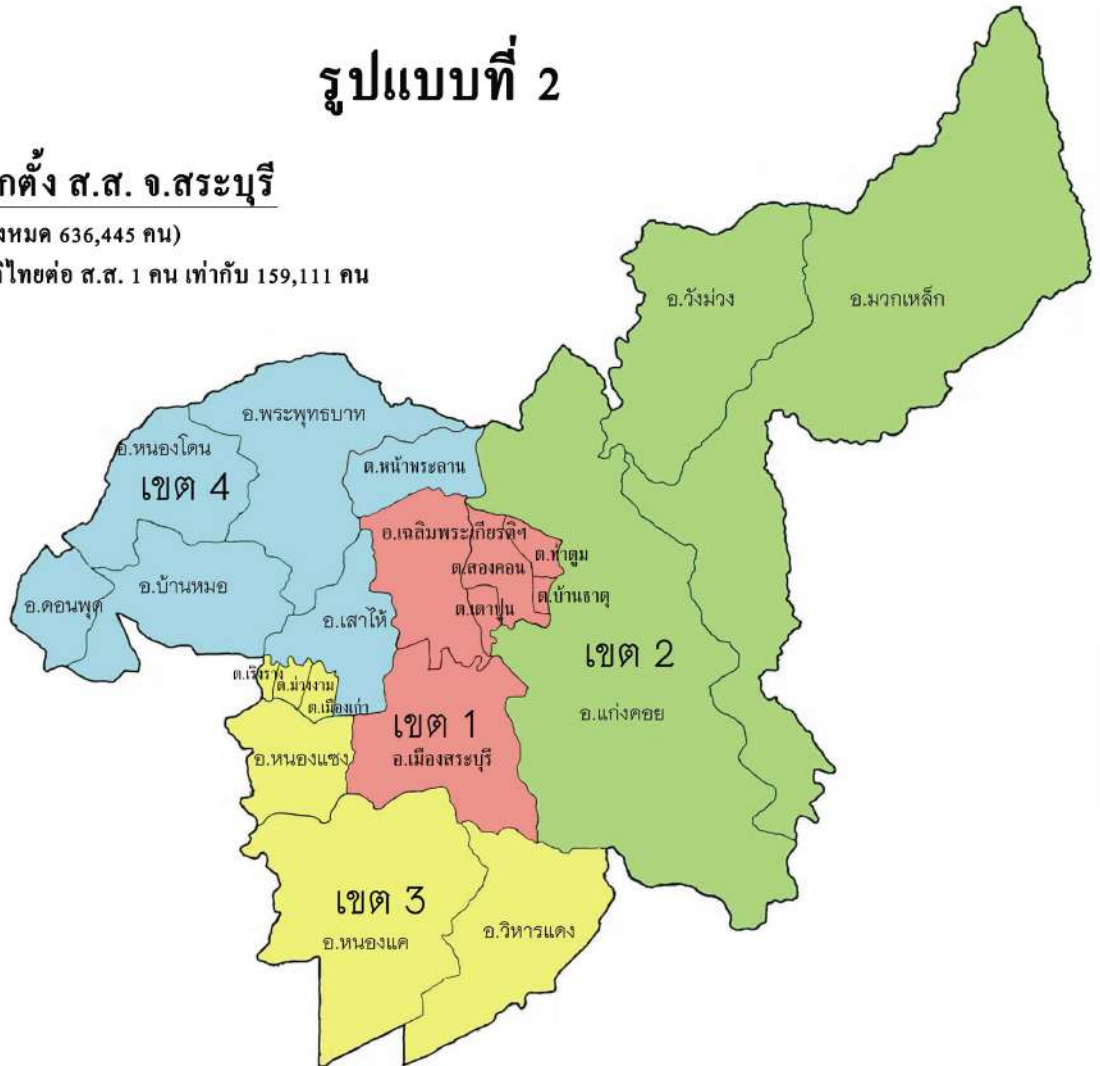 รูปแบบที่ 2
กตั้ง ส.ส. จ.สระบุรี
งหมด 636,445 คน)
ิไทยต่อ ส.ส. 1 คน เท่ากับ 159,111 คน
อ.วังม่วง
อ.มวกเหล็ก
อ.พระพุทธบาท
อ.หนองโดน
เขต 4
ต.หน้าพระลาน
อ.เฉลิมพระเกียรติฯ
ต.ท่าตูม
ต.สองคอน
ต.บ้านธาตุ
ต.เตาปูน
อ.บ้านหมอ
อ.ดอนพุด
อ.เสาไห้
เขต 2
อ.แก่งคอย
ต.เริงราง
ต.ม่วงงาม
ต.เมืองเก่า
เขต 1
อ.เมืองสระบุรี
อ.หนองแซง
เขต 3
อ.หนองแค
อ.วิหารแดง